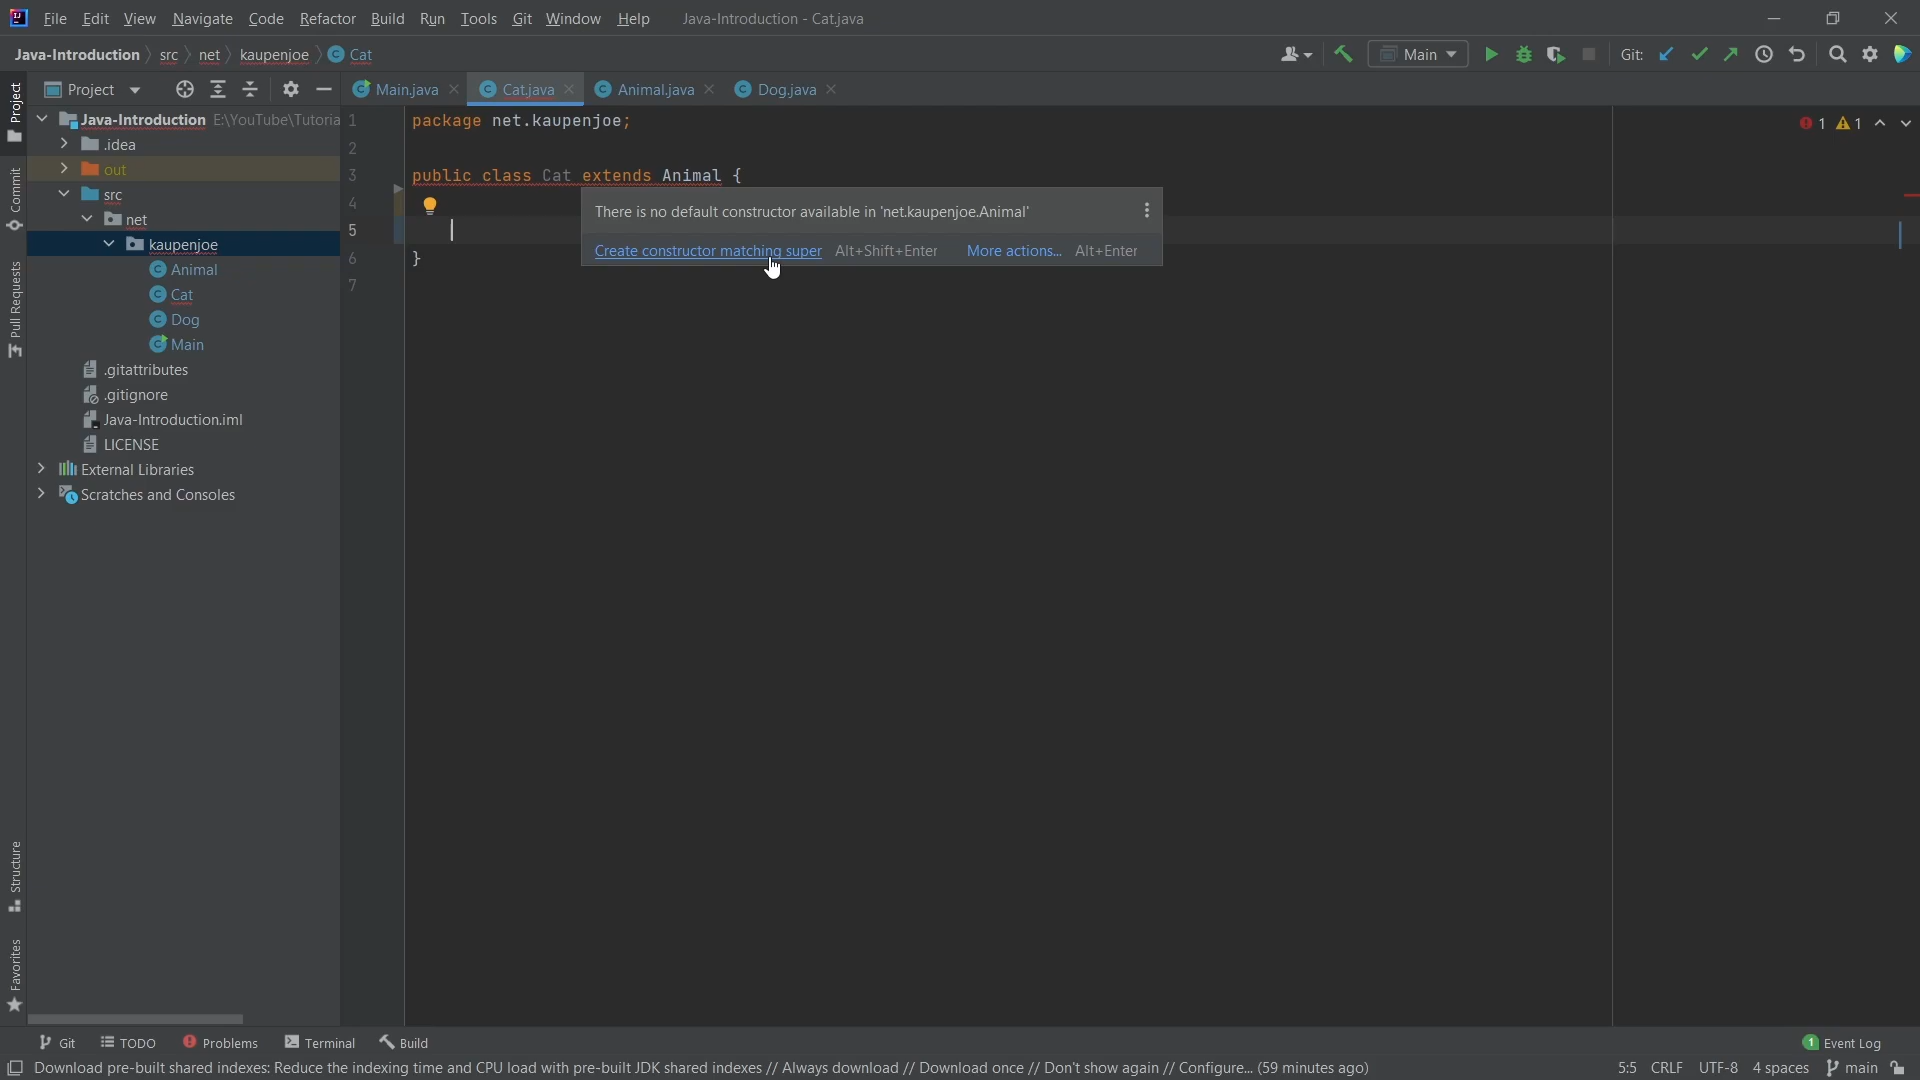 File Edit View Navigate Code Refactor Build Run Tools Git Window Help Java-Introduction - Cat.java
Java-Introduction src net kaupenjoe Cat Main Git:
Project
Main.java Cat.java Animal.java Dog.java
Java-Introduction E:\YouTube\Tutoria
.idea
out
src
net
kaupenjoe
Animal
Cat
Dog
Main
.gitattributes
.gitignore
Java-Introduction.iml
LICENSE
External Libraries
Scratches and Consoles
Project
Commit
Pull Requests
Structure
Favorites
1 package net.kaupenjoe;
2
3 public class Cat extends Animal {
4
5
6 }
7
1 1
There is no default constructor available in 'net.kaupenjoe.Animal'
Create constructor matching super Alt+Shift+Enter More actions... Alt+Enter
Git TODO Problems Terminal Build 1 Event Log
Download pre-built shared indexes: Reduce the indexing time and CPU load with pre-built JDK shared indexes // Always download // Download once // Don't show again // Configure... (59 minutes ago) 5:5 CRLF UTF-8 4 spaces main